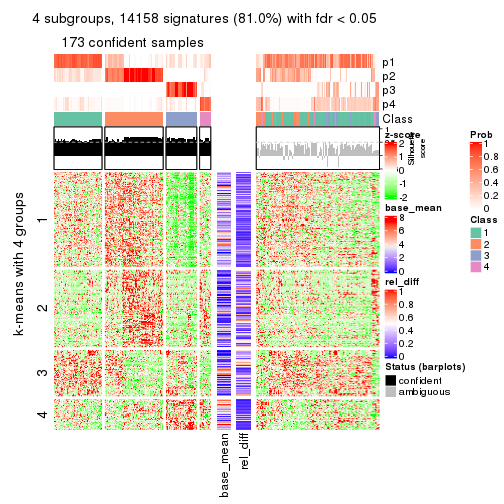 4 subgroups, 14158 signatures (81.0%) with fdr < 0.05
173 confident samples
p1
p2
p3
p4
Class
Silhouette
score
1
2
3
4
k-means with 4 groups
base_mean
rel_diff
z-score
2
1
0
-1
-2
base_mean
8
6
4
2
0
rel_diff
1
0.8
0.6
0.4
0.2
0
Status (barplots)
confident
ambiguous
Prob
1
0.8
0.6
0.4
0.2
0
Class
1
2
3
4